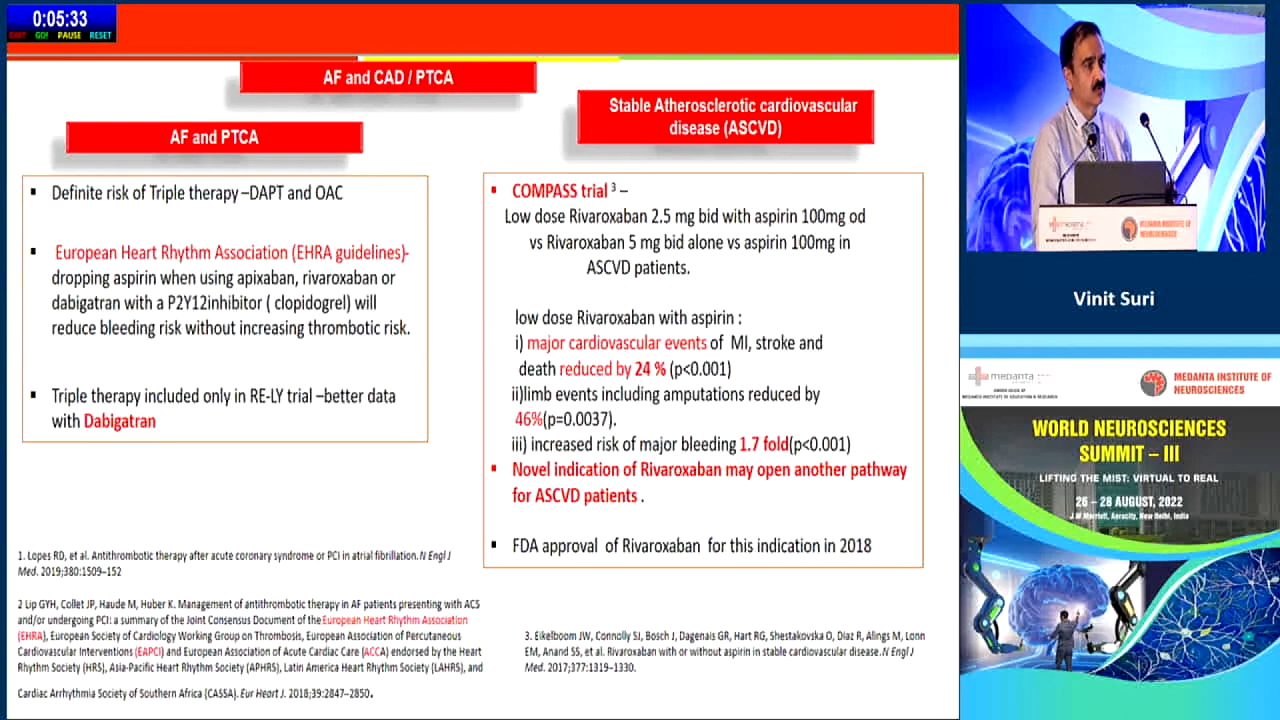 0:05:33
GO! PAUSE RESET
AF and CAD / PTCA
AF and PTCA
▪ Definite risk of Triple therapy –DAPT and OAC
▪ European Heart Rhythm Association (EHRA guidelines)-
dropping aspirin when using apixaban, rivaroxaban or
dabigatran with a P2Y12inhibitor ( clopidogrel) will
reduce bleeding risk without increasing thrombotic risk.
▪ Triple therapy included only in RE-LY trial –better data
with Dabigatran
Stable Atherosclerotic cardiovascular
disease (ASCVD)
▪ COMPASS trial 3 –
Low dose Rivaroxaban 2.5 mg bid with aspirin 100mg od
vs Rivaroxaban 5 mg bid alone vs aspirin 100mg in
ASCVD patients.
low dose Rivaroxaban with aspirin :
i) major cardiovascular events of MI, stroke and
death reduced by 24 % (p<0.001)
ii)limb events including amputations reduced by
46%(p=0.0037).
iii) increased risk of major bleeding 1.7 fold(p<0.001)
▪ Novel indication of Rivaroxaban may open another pathway
for ASCVD patients .
▪ FDA approval of Rivaroxaban for this indication in 2018
1. Lopes RD, et al. Antithrombotic therapy after acute coronary syndrome or PCI in atrial fibrillation. N Engl J
Med. 2019;380:1509–152
2 Lip GYH, Collet JP, Haude M, Huber K. Management of antithrombotic therapy in AF patients presenting with ACS
and/or undergoing PCI: a summary of the Joint Consensus Document of the European Heart Rhythm Association
(EHRA), European Society of Cardiology Working Group on Thrombosis, European Association of Percutaneous
Cardiovascular Interventions (EAPCI) and European Association of Acute Cardiac Care (ACCA) endorsed by the Heart
Rhythm Society (HRS), Asia-Pacific Heart Rhythm Society (APHRS), Latin America Heart Rhythm Society (LAHRS), and
Cardiac Arrhythmia Society of Southern Africa (CASSA). Eur Heart J. 2018;39:2847–2850.
3. Eikelboom JW, Connolly SJ, Bosch J, Dagenais GR, Hart RG, Shestakovska O, Diaz R, Alings M, Lonn
EM, Anand SS, et al. Rivaroxaban with or without aspirin in stable cardiovascular disease. N Engl J
Med. 2017;377:1319–1330.
medanta
MEDANTA INSTITUTE OF
NEUROSCIENCES
Vinit Suri
medanta
MEDANTA INSTITUTE OF EDUCATION & RESEARCH
MEDANTA INSTITUTE OF
NEUROSCIENCES
WORLD NEUROSCIENCES
SUMMIT – III
LIFTING THE MIST: VIRTUAL TO REAL
26 – 28 AUGUST, 2022
J W Marriott, Aerocity, New Delhi, India